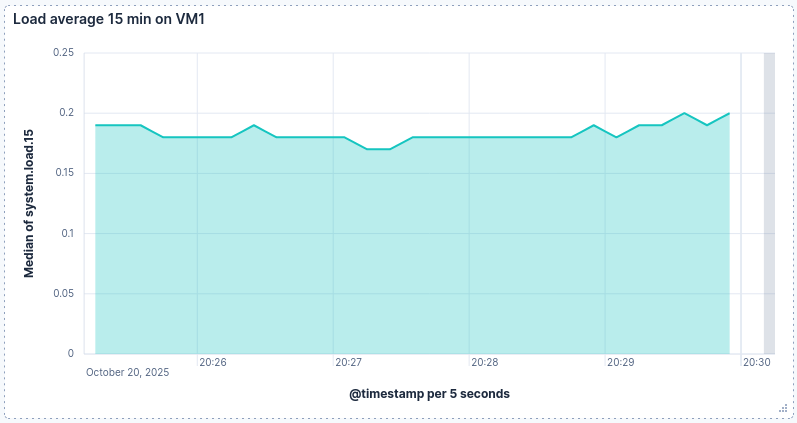 Load average 15 min on VM1
Median of system.load.15
0.25
0.2
0.15
0.1
0.05
0
20:26
20:27
20:28
20:29
20:30
October 20, 2025
@timestamp per 5 seconds